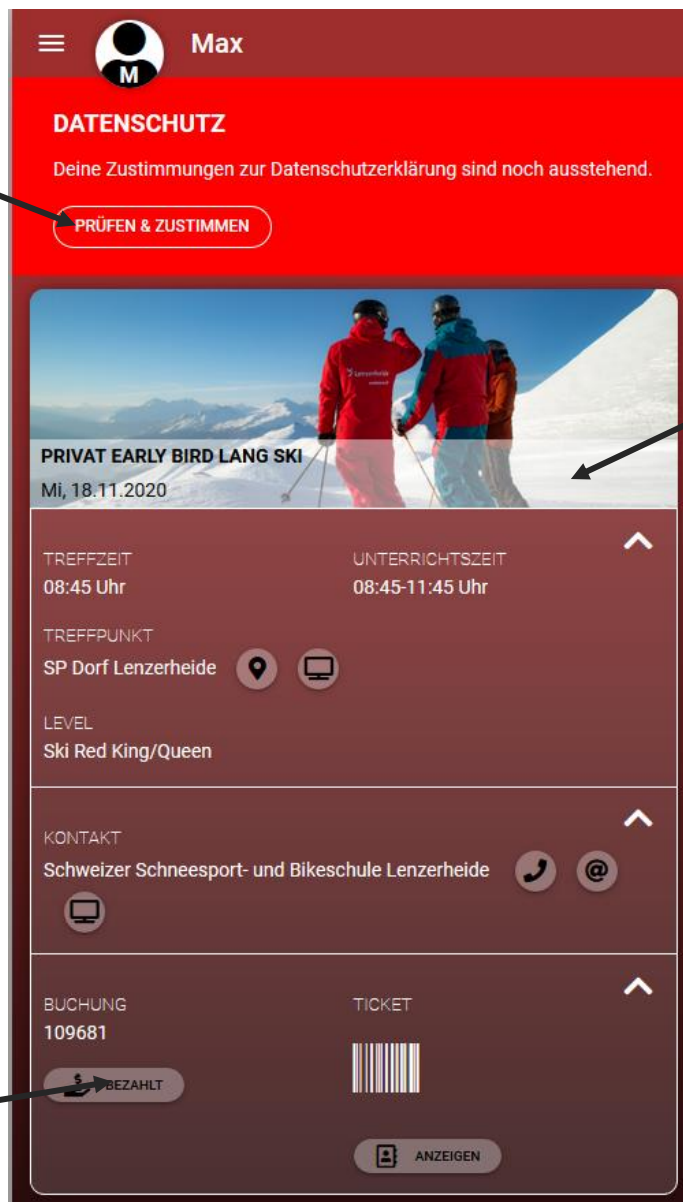 Max
M
DATENSCHUTZ
Deine Zustimmungen zur Datenschutzerklärung sind noch ausstehend.
PRÜFEN & ZUSTIMMEN
Lenzerheide
PRIVAT EARLY BIRD LANG SKI
Mi, 18.11.2020
TREFFZEIT
08:45 Uhr
UNTERRICHTSZEIT
08:45-11:45 Uhr
TREFFPUNKT
SP Dorf Lenzerheide
LEVEL
Ski Red King/Queen
KONTAKT
Schweizer Schneesport- und Bikeschule Lenzerheide
@
BUCHUNG
109681
$ BEZAHLT
TICKET
ANZEIGEN